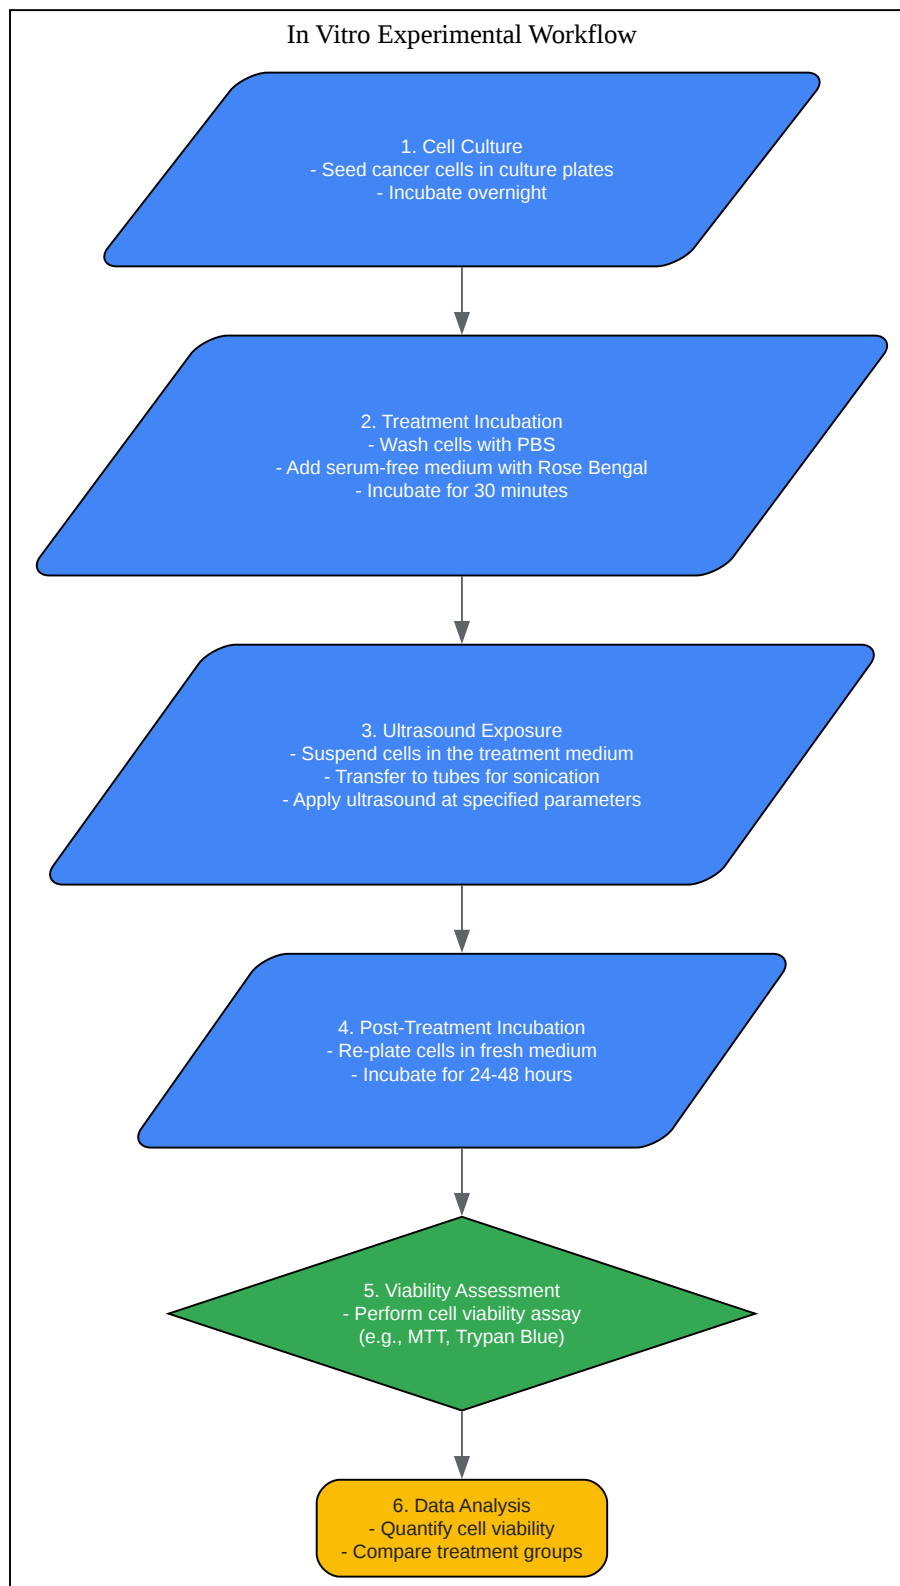 In Vitro Experimental Workflow
1. Cell Culture
- Seed cancer cells in culture plates
- Incubate overnight
2. Treatment Incubation
- Wash cells with PBS
- Add serum-free medium with Rose Bengal
- Incubate for 30 minutes
3. Ultrasound Exposure
- Suspend cells in the treatment medium
- Transfer to tubes for sonication
- Apply ultrasound at specified parameters
4. Post-Treatment Incubation
- Re-plate cells in fresh medium
- Incubate for 24-48 hours
5. Viability Assessment
- Perform cell viability assay
(e.g., MTT, Trypan Blue)
6. Data Analysis
- Quantify cell viability
- Compare treatment groups